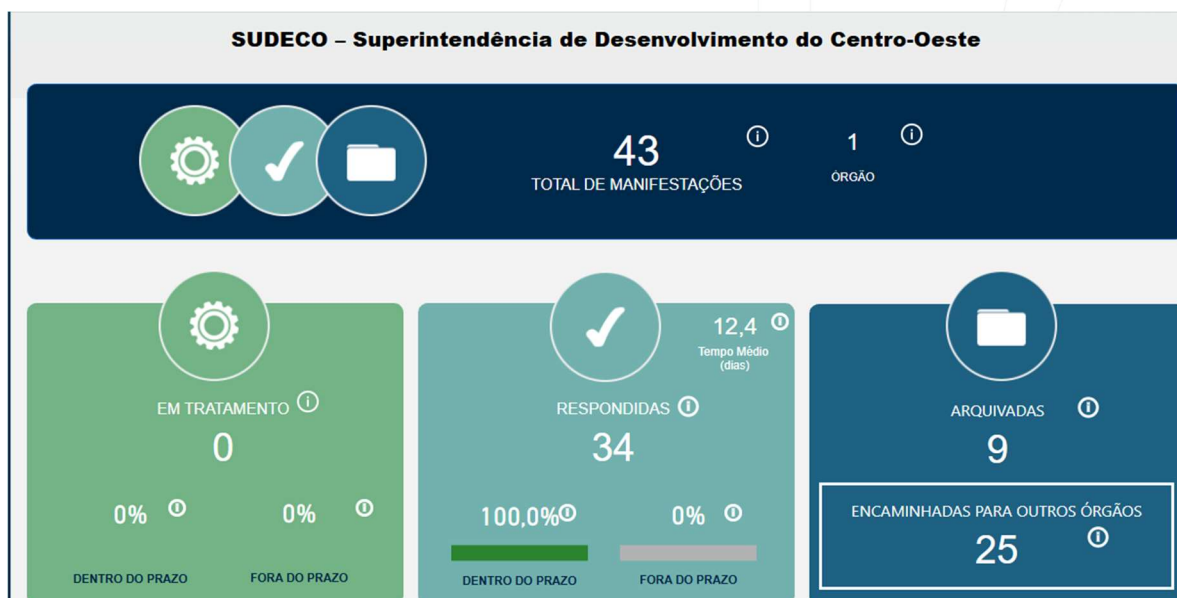 SUDECO – Superintendência de Desenvolvimento do Centro-Oeste
43
TOTAL DE MANIFESTAÇÕES
1
ÓRGÃO
EM TRATAMENTO
0
0%
0%
DENTRO DO PRAZO
FORA DO PRAZO
12,4
Tempo Médio
(dias)
RESPONDIDAS
34
100,0%
0%
DENTRO DO PRAZO
FORA DO PRAZO
ARQUIVADAS
9
ENCAMINHADAS PARA OUTROS ÓRGÃOS
25